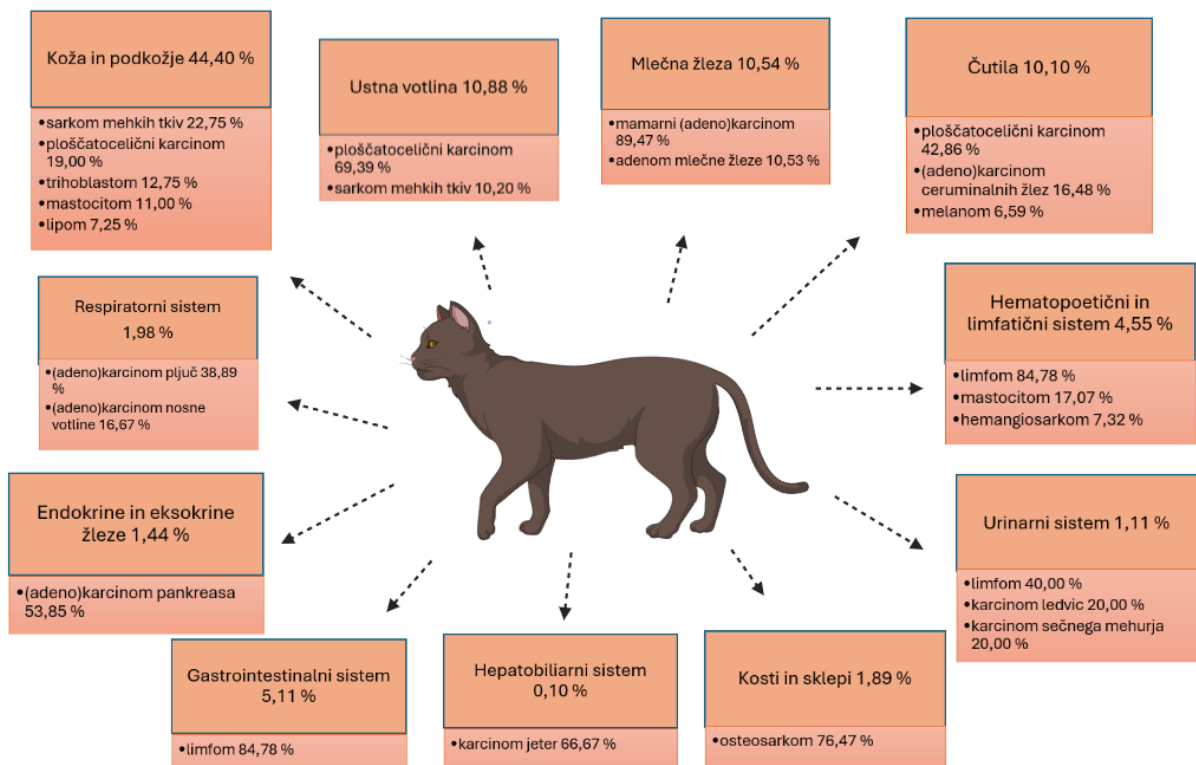 Koža in podkožje 44,40 %
•sarkom mehkih tkiv 22,75 %
•ploščatocelični karcinom
19,00 %
•trihoblastom 12,75 %
•mastocitom 11,00 %
•lipom 7,25 %
Ustna votlina 10,88 %
•ploščatocelični karcinom
69,39 %
•sarkom mehkih tkiv 10,20 %
Mlečna žleza 10,54 %
•mamarni (adeno)karcinom
89,47 %
•adenom mlečne žleze 10,53 %
Čutila 10,10 %
•ploščatocelični karcinom
42,86 %
•(adeno)karcinom
ceruminalnih žlez 16,48 %
•melanom 6,59 %
Respiratorni sistem
1,98 %
•(adeno)karcinom pljuč 38,89
%
•(adeno)karcinom nosne
votline 16,67 %
Hematopoetični in
limfatični sistem 4,55 %
•limfom 84,78 %
•mastocitom 17,07 %
•hemangiosarkom 7,32 %
Endokrine in eksokrine
žleze 1,44 %
•(adeno)karcinom pankreasa
53,85 %
Urinarni sistem 1,11 %
•limfom 40,00 %
•karcinom ledvic 20,00 %
•karcinom sečnega mehurja
20,00 %
Gastrointestinalni sistem
5,11 %
•limfom 84,78 %
Hepatobiliarni sistem
0,10 %
•karcinom jeter 66,67 %
Kosti in sklepi 1,89 %
•osteosarkom 76,47 %